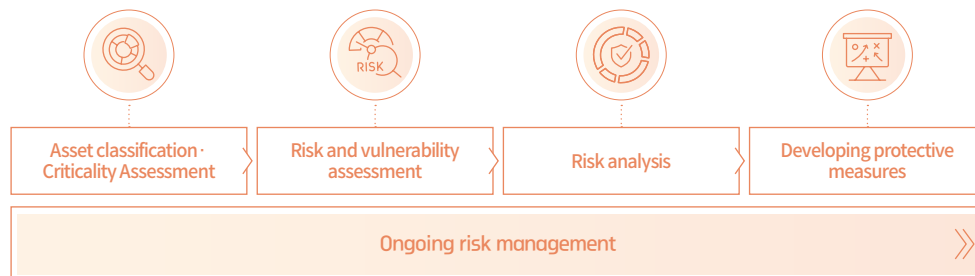 RISK
Asset classification ·
Criticality Assessment
Risk and vulnerability
assessment
Risk analysis
Developing protective
measures
Ongoing risk management